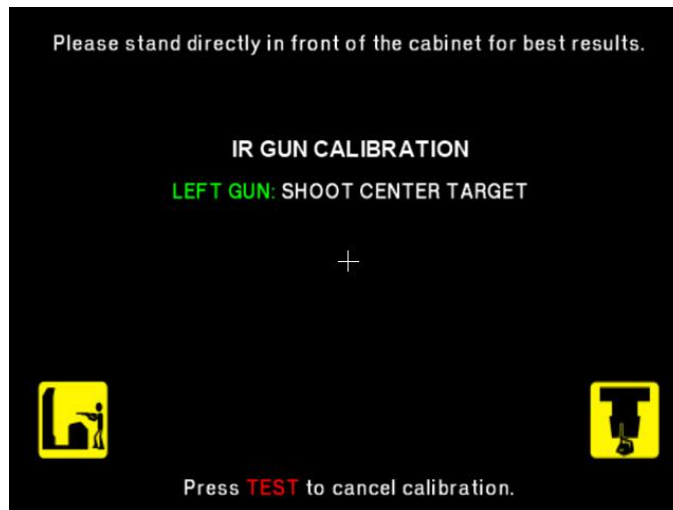 Please stand directly in front of the cabinet for best results.
IR GUN CALIBRATION
LEFT GUN: SHOOT CENTER TARGET
Press TEST to cancel calibration.